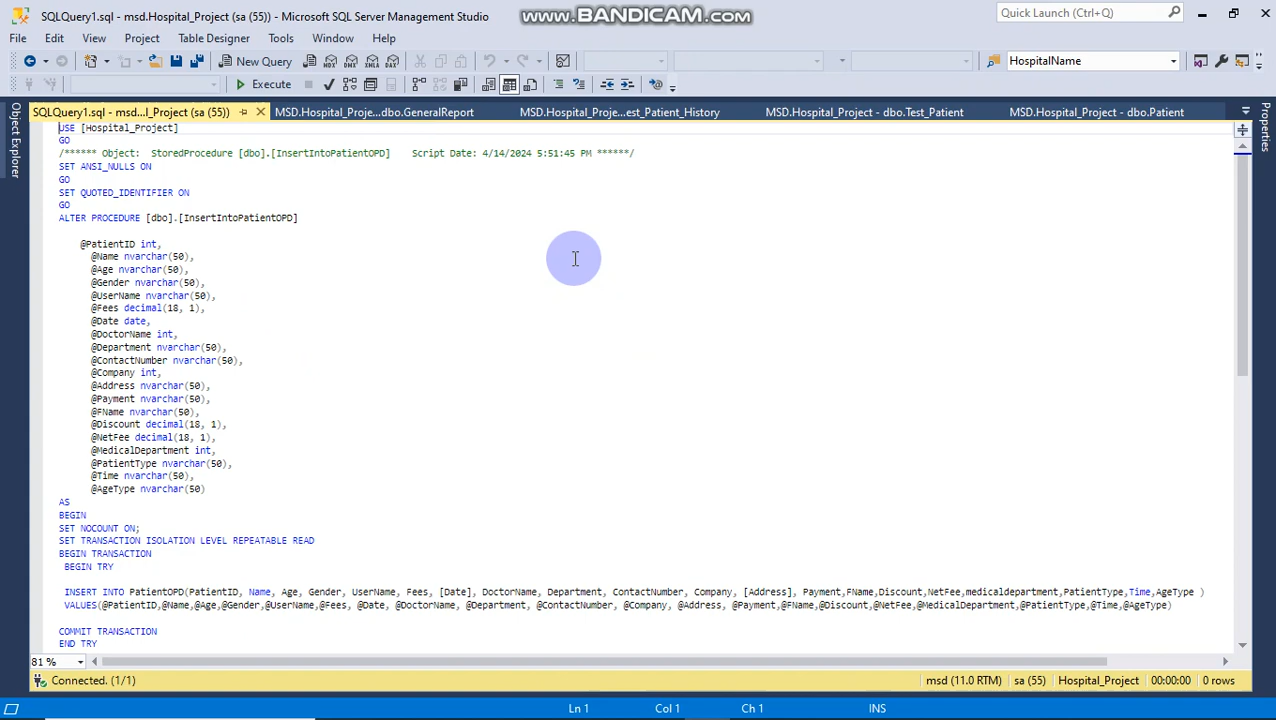 SQLQuery1.sql - msd.Hospital_Project (sa (55)) - Microsoft SQL Server Management Studio
www.BANDICAM.com
Quick Launch (Ctrl+Q)
File Edit View Project Table Designer Tools Window Help
New Query
HospitalName
Execute
SQLQuery1.sql - msd...l_Project (sa (55))
MSD.Hospital_Proje...dbo.GeneralReport
MSD.Hospital_Proje...est_Patient_History
MSD.Hospital_Project - dbo.Test_Patient
MSD.Hospital_Project - dbo.Patient
Object Explorer
Properties
USE [Hospital_Project]
GO
/****** Object:  StoredProcedure [dbo].[InsertIntoPatientOPD]    Script Date: 4/14/2024 5:51:45 PM ******/
SET ANSI_NULLS ON
GO
SET QUOTED_IDENTIFIER ON
GO
ALTER PROCEDURE [dbo].[InsertIntoPatientOPD]
@PatientID int,
@Name nvarchar(50),
@Age nvarchar(50),
@Gender nvarchar(50),
@UserName nvarchar(50),
@Fees decimal(18, 1),
@Date date,
@DoctorName int,
@Department nvarchar(50),
@ContactNumber nvarchar(50),
@Company int,
@Address nvarchar(50),
@Payment nvarchar(50),
@FName nvarchar(50),
@Discount decimal(18, 1),
@NetFee decimal(18, 1),
@MedicalDepartment int,
@PatientType nvarchar(50),
@Time nvarchar(50),
@AgeType nvarchar(50)
AS
BEGIN
SET NOCOUNT ON;
SET TRANSACTION ISOLATION LEVEL REPEATABLE READ
BEGIN TRANSACTION
BEGIN TRY
INSERT INTO PatientOPD(PatientID, Name, Age, Gender, UserName, Fees, [Date], DoctorName, Department, ContactNumber, Company, [Address], Payment,FName,Discount,NetFee,medicaldepartment,PatientType,Time,AgeType )
VALUES(@PatientID,@Name,@Age,@Gender,@UserName,@Fees, @Date, @DoctorName, @Department, @ContactNumber, @Company, @Address, @Payment,@FName,@Discount,@NetFee,@MedicalDepartment,@PatientType,@Time,@AgeType)
COMMIT TRANSACTION
END TRY
81 %
Connected. (1/1)
msd (11.0 RTM) sa (55) Hospital_Project 00:00:00 0 rows
Ln 1 Col 1 Ch 1 INS